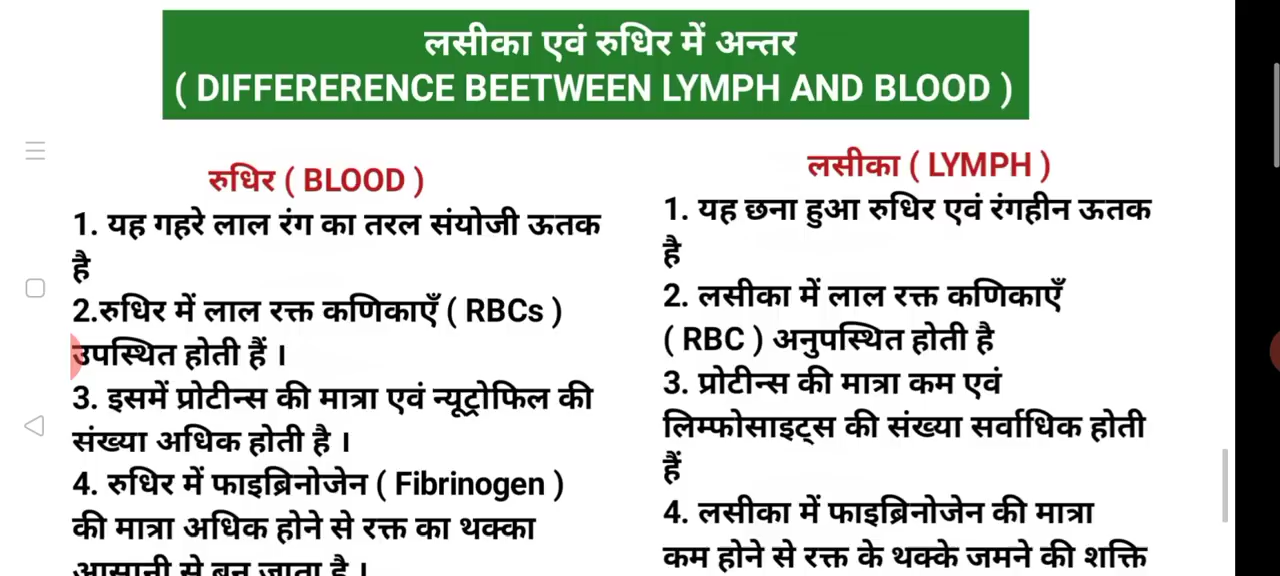 लसीका एवं रुधिर में अन्तर
( DIFFERERENCE BEETWEEN LYMPH AND BLOOD )
रुधिर ( BLOOD )
1. यह गहरे लाल रंग का तरल संयोजी ऊतक
है
2.रुधिर में लाल रक्त कणिकाएँ ( RBCs )
उपस्थित होती हैं ।
3. इसमें प्रोटीन्स की मात्रा एवं न्यूट्रोफिल की
संख्या अधिक होती है ।
4. रुधिर में फाइब्रिनोजेन ( Fibrinogen )
की मात्रा अधिक होने से रक्त का थक्का
आसानी से बन जाता है ।
लसीका ( LYMPH )
1. यह छना हुआ रुधिर एवं रंगहीन ऊतक
है
2. लसीका में लाल रक्त कणिकाएँ
( RBC ) अनुपस्थित होती है
3. प्रोटीन्स की मात्रा कम एवं
लिम्फोसाइट्स की संख्या सर्वाधिक होती
हैं
4. लसीका में फाइब्रिनोजेन की मात्रा
कम होने से रक्त के थक्के जमने की शक्ति